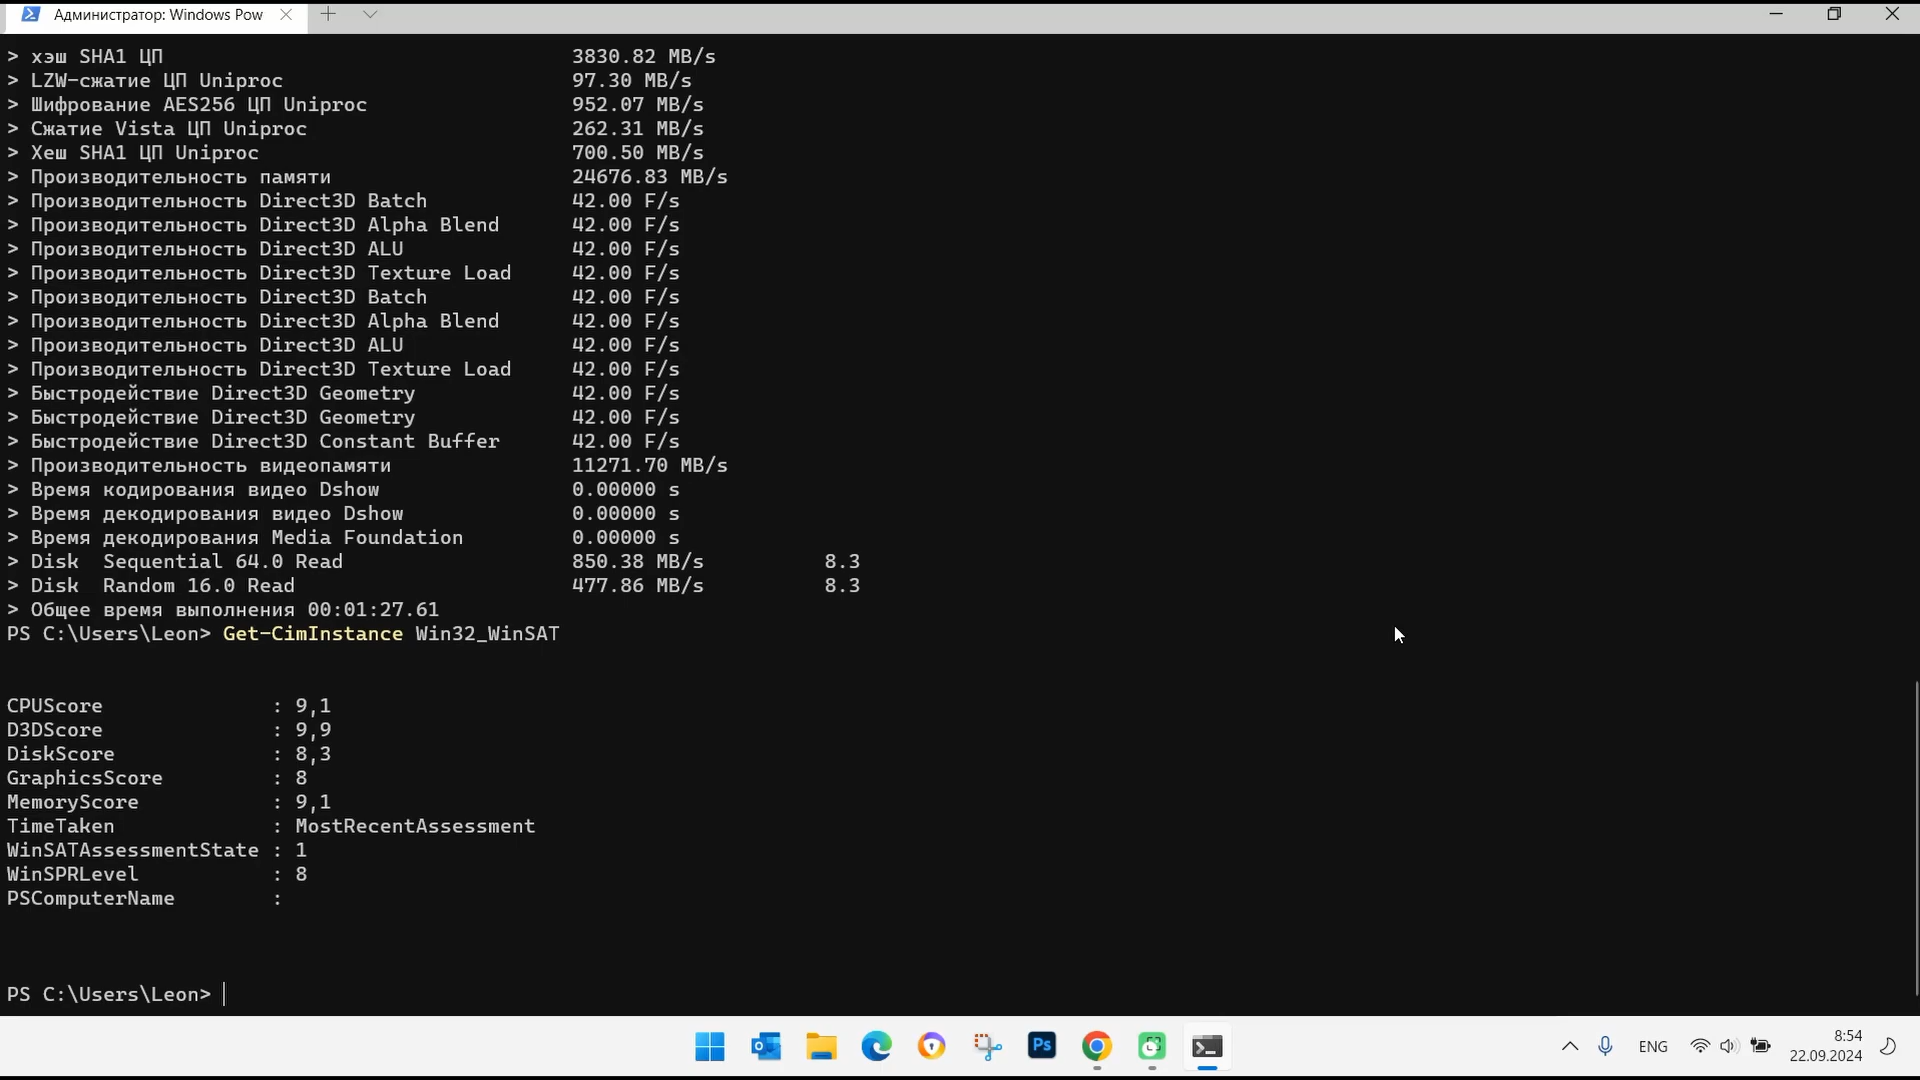 Администратор: Windows Pow
> хэш SHA1 ЦП 3830.82 MB/s
> LZW-сжатие ЦП Uniproc 97.30 MB/s
> Шифрование AES256 ЦП Uniproc 952.07 MB/s
> Сжатие Vista ЦП Uniproc 262.31 MB/s
> Хеш SHA1 ЦП Uniproc 700.50 MB/s
> Производительность памяти 24676.83 MB/s
> Производительность Direct3D Batch 42.00 F/s
> Производительность Direct3D Alpha Blend 42.00 F/s
> Производительность Direct3D ALU 42.00 F/s
> Производительность Direct3D Texture Load 42.00 F/s
> Производительность Direct3D Batch 42.00 F/s
> Производительность Direct3D Alpha Blend 42.00 F/s
> Производительность Direct3D ALU 42.00 F/s
> Производительность Direct3D Texture Load 42.00 F/s
> Быстродействие Direct3D Geometry 42.00 F/s
> Быстродействие Direct3D Geometry 42.00 F/s
> Быстродействие Direct3D Constant Buffer 42.00 F/s
> Производительность видеопамяти 11271.70 MB/s
> Время кодирования видео Dshow 0.00000 s
> Время декодирования видео Dshow 0.00000 s
> Время декодирования Media Foundation 0.00000 s
> Disk  Sequential 64.0 Read 850.38 MB/s 8.3
> Disk  Random 16.0 Read 477.86 MB/s 8.3
> Общее время выполнения 00:01:27.61
PS C:\Users\Leon> Get-CimInstance Win32_WinSAT
CPUScore : 9,1
D3DScore : 9,9
DiskScore : 8,3
GraphicsScore : 8
MemoryScore : 9,1
TimeTaken : MostRecentAssessment
WinSATAssessmentState : 1
WinSPRLevel : 8
PSComputerName :
PS C:\Users\Leon>
Ps
ENG
8:54
22.09.2024